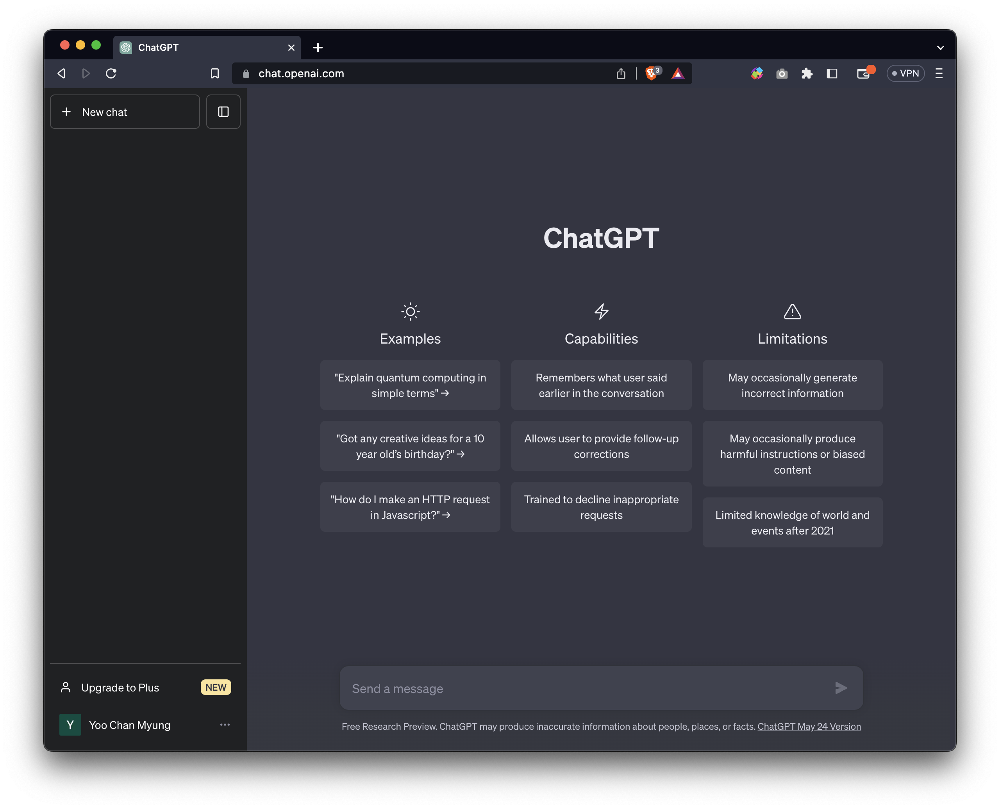 ChatGPT
chat.openai.com
3
VPN
New chat
ChatGPT
Examples
"Explain quantum computing in
simple terms" →
"Got any creative ideas for a 10
year old’s birthday?" →
"How do I make an HTTP request
in Javascript?" →
Capabilities
Remembers what user said
earlier in the conversation
Allows user to provide follow-up
corrections
Trained to decline inappropriate
requests
Limitations
May occasionally generate
incorrect information
May occasionally produce
harmful instructions or biased
content
Limited knowledge of world and
events after 2021
Upgrade to Plus NEW
Y Yoo Chan Myung
Send a message
Free Research Preview. ChatGPT may produce inaccurate information about people, places, or facts. ChatGPT May 24 Version